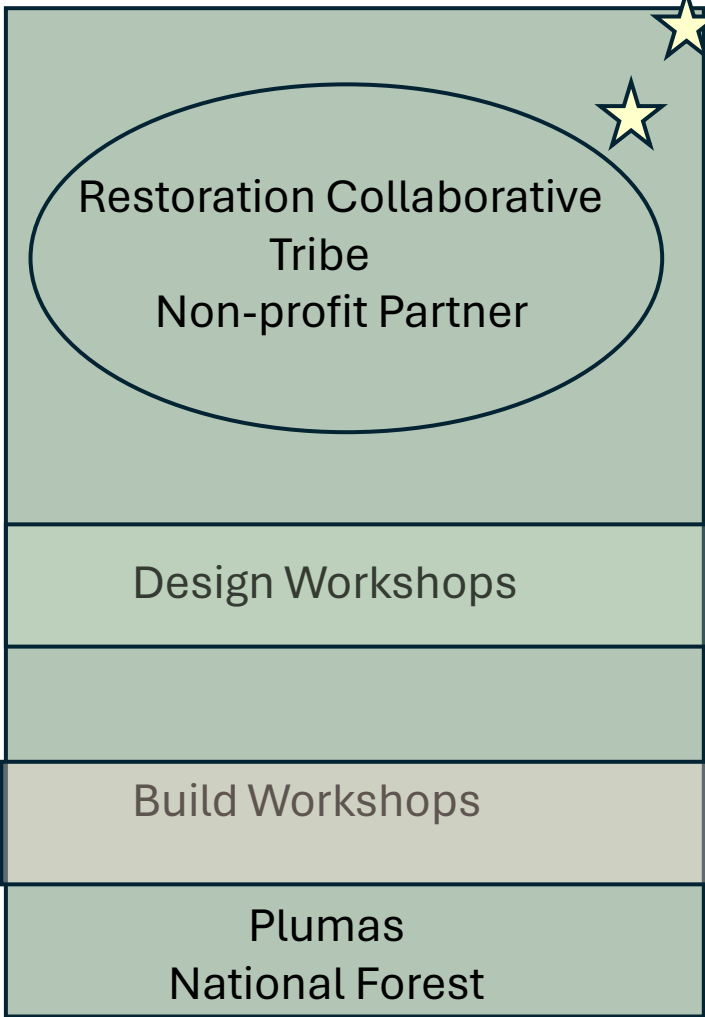 Restoration Collaborative
Tribe
Non-profit Partner
Design Workshops
Build Workshops
Plumas
National Forest